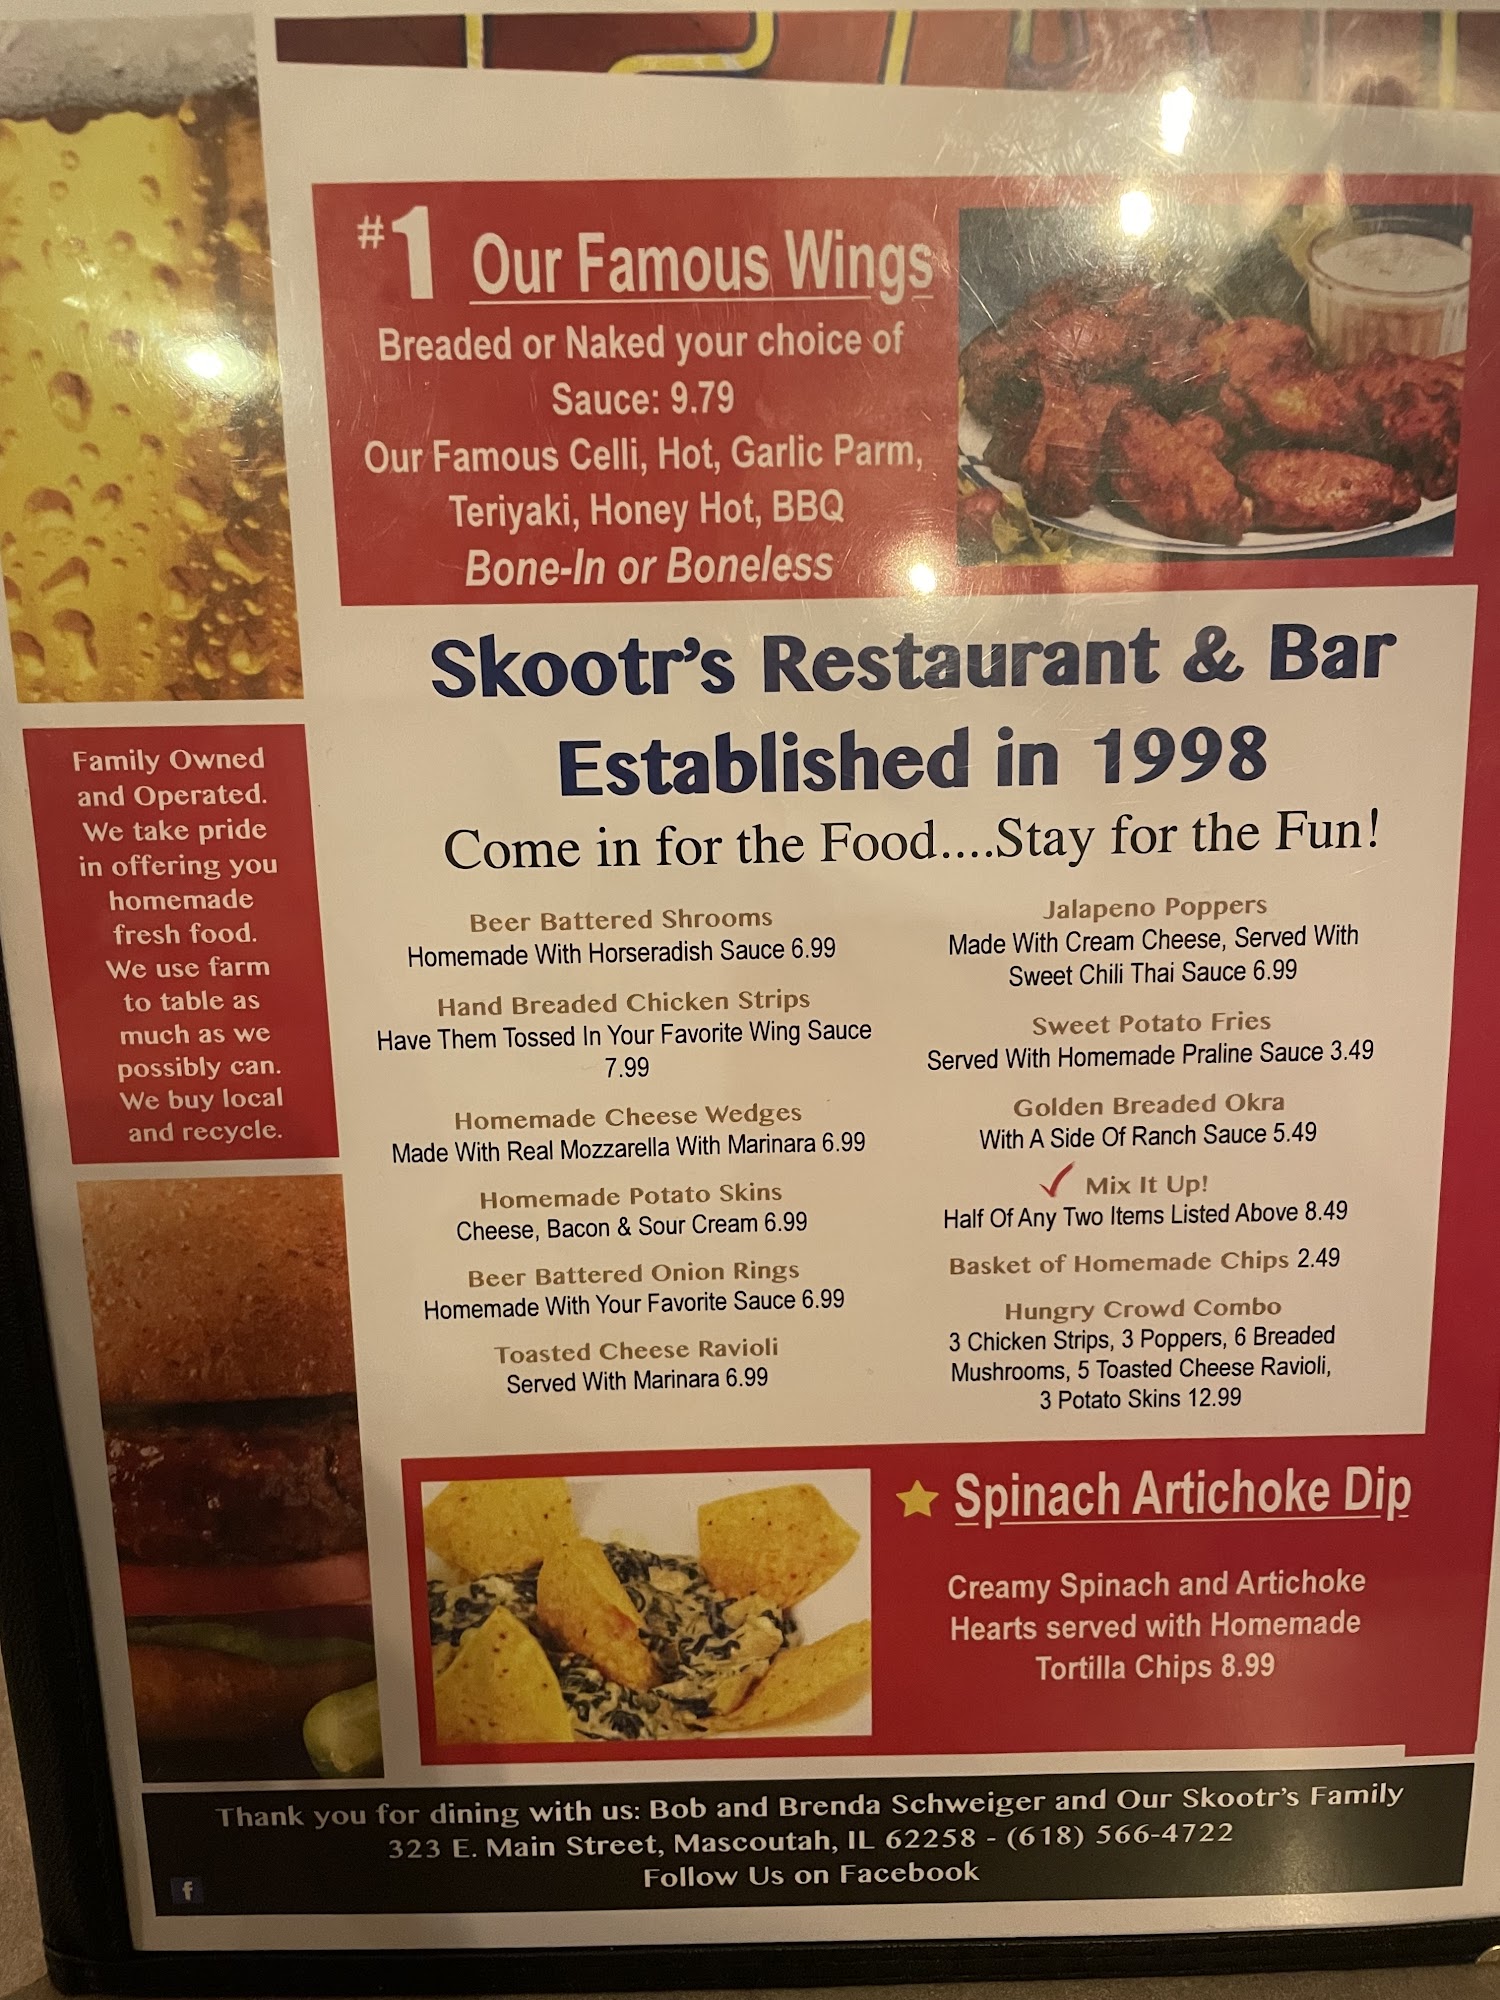 #1 Our Famous Wings
Breaded or Naked your choice of
Sauce: 9.79
Our Famous Celli, Hot, Garlic Parm,
Teriyaki, Honey Hot, BBQ
Bone-In or Boneless
Skootr's Restaurant & Bar
Established in 1998
Come in for the Food....Stay for the Fun!
Family Owned
and Operated.
We take pride
in offering you
homemade
fresh food.
We use farm
to table as
much as we
possibly can.
We buy local
and recycle.
Beer Battered Shrooms
Homemade With Horseradish Sauce 6.99
Hand Breaded Chicken Strips
Have Them Tossed In Your Favorite Wing Sauce
7.99
Homemade Cheese Wedges
Made With Real Mozzarella With Marinara 6.99
Homemade Potato Skins
Cheese, Bacon & Sour Cream 6.99
Beer Battered Onion Rings
Homemade With Your Favorite Sauce 6.99
Toasted Cheese Ravioli
Served With Marinara 6.99
Jalapeno Poppers
Made With Cream Cheese, Served With
Sweet Chili Thai Sauce 6.99
Sweet Potato Fries
Served With Homemade Praline Sauce 3.49
Golden Breaded Okra
With A Side Of Ranch Sauce 5.49
Mix It Up!
Half Of Any Two Items Listed Above 8.49
Basket of Homemade Chips 2.49
Hungry Crowd Combo
3 Chicken Strips, 3 Poppers, 6 Breaded
Mushrooms, 5 Toasted Cheese Ravioli,
3 Potato Skins 12.99
Spinach Artichoke Dip
Creamy Spinach and Artichoke
Hearts served with Homemade
Tortilla Chips 8.99
Thank you for dining with us: Bob and Brenda Schweiger and Our Skootr's Family
323 E. Main Street, Mascoutah, IL 62258 - (618) 566-4722
Follow Us on Facebook
f